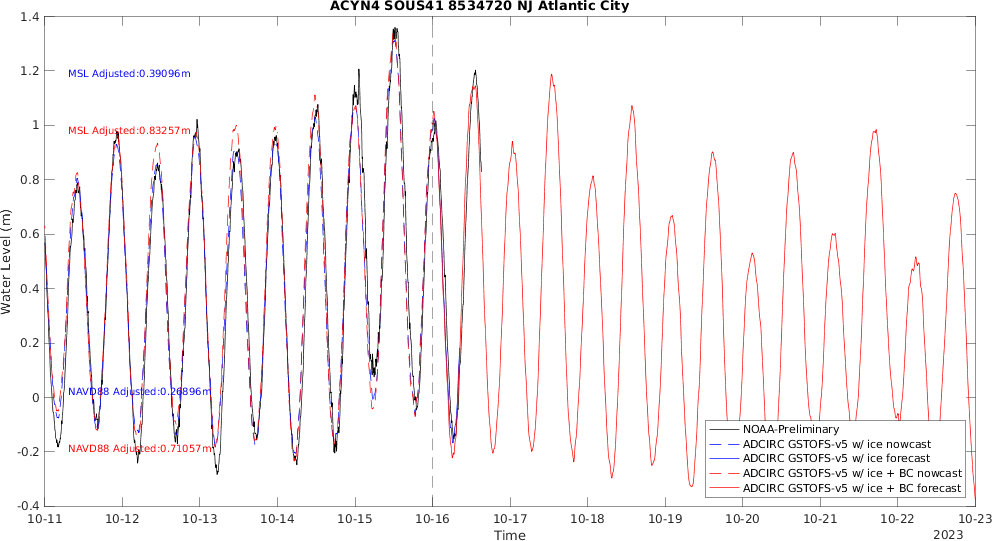 ACYN4 SOUS41 8534720 NJ Atlantic City
1.4
1.2
1
0.8
0.6
0.4
0.2
0
-0.2
-0.4
Water Level (m)
MSL Adjusted:0.39096m
MSL Adjusted:0.83257m
NAVD88 Adjusted:0.26896m
NAVD88 Adjusted:0.71057m
NOAA-Preliminary
ADCIRC GSTOFS-v5 w/ ice nowcast
ADCIRC GSTOFS-v5 w/ ice forecast
ADCIRC GSTOFS-v5 w/ice + BC nowcast
ADCIRC GSTOFS-v5 w/ice + BC forecast
10-11 10-12 10-13 10-14 10-15 10-16 10-17 10-18 10-19 10-20 10-21 10-22 10-23
Time
2023